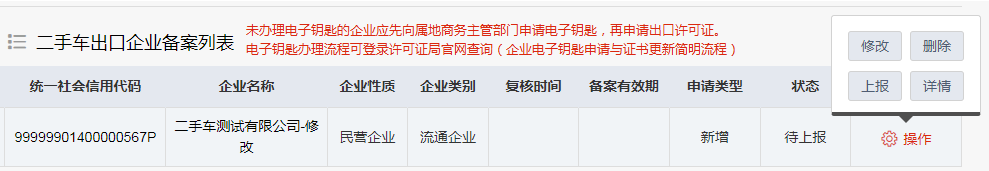 二手车出口企业备案列表
未办理电子钥匙的企业应先向属地商务主管部门申请电子钥匙，再申请出口许可证。
电子钥匙办理流程可登录许可证局官网查询（企业电子钥匙申请与证书更新简明流程）
修改 删除
上报 详情
统一社会信用代码 企业名称 企业性质 企业类别 复核时间 备案有效期 申请类型 状态
99999901400000567P 二手车测试有限公司-修 民营企业 流通企业 新增 待上报 操作
改